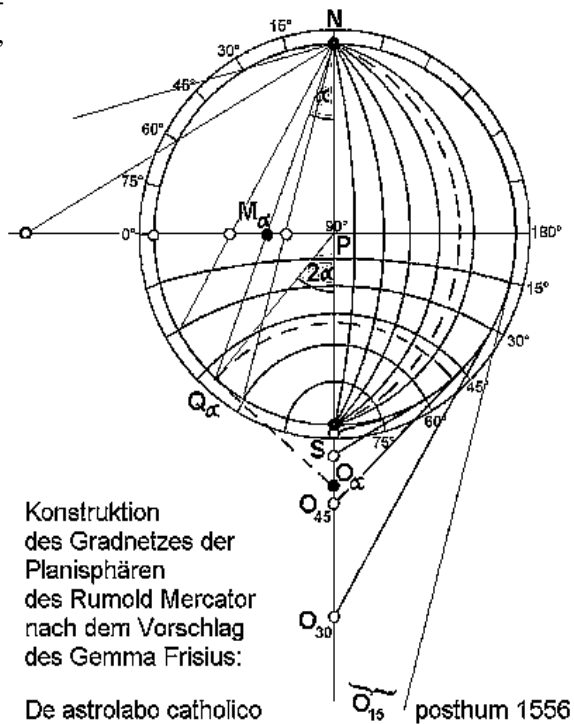 N
15°
30°
45°
60°
75°
α
Mα
0°
90°
180°
P
2α
15°
30°
45°
60°
75°
Qα
S
Oα
O45
O30
O15
Konstruktion
des Gradnetzes der
Planisphären
des Rumold Mercator
nach dem Vorschlag
des Gemma Frisius:
De astrolabo catholico
posthum 1556